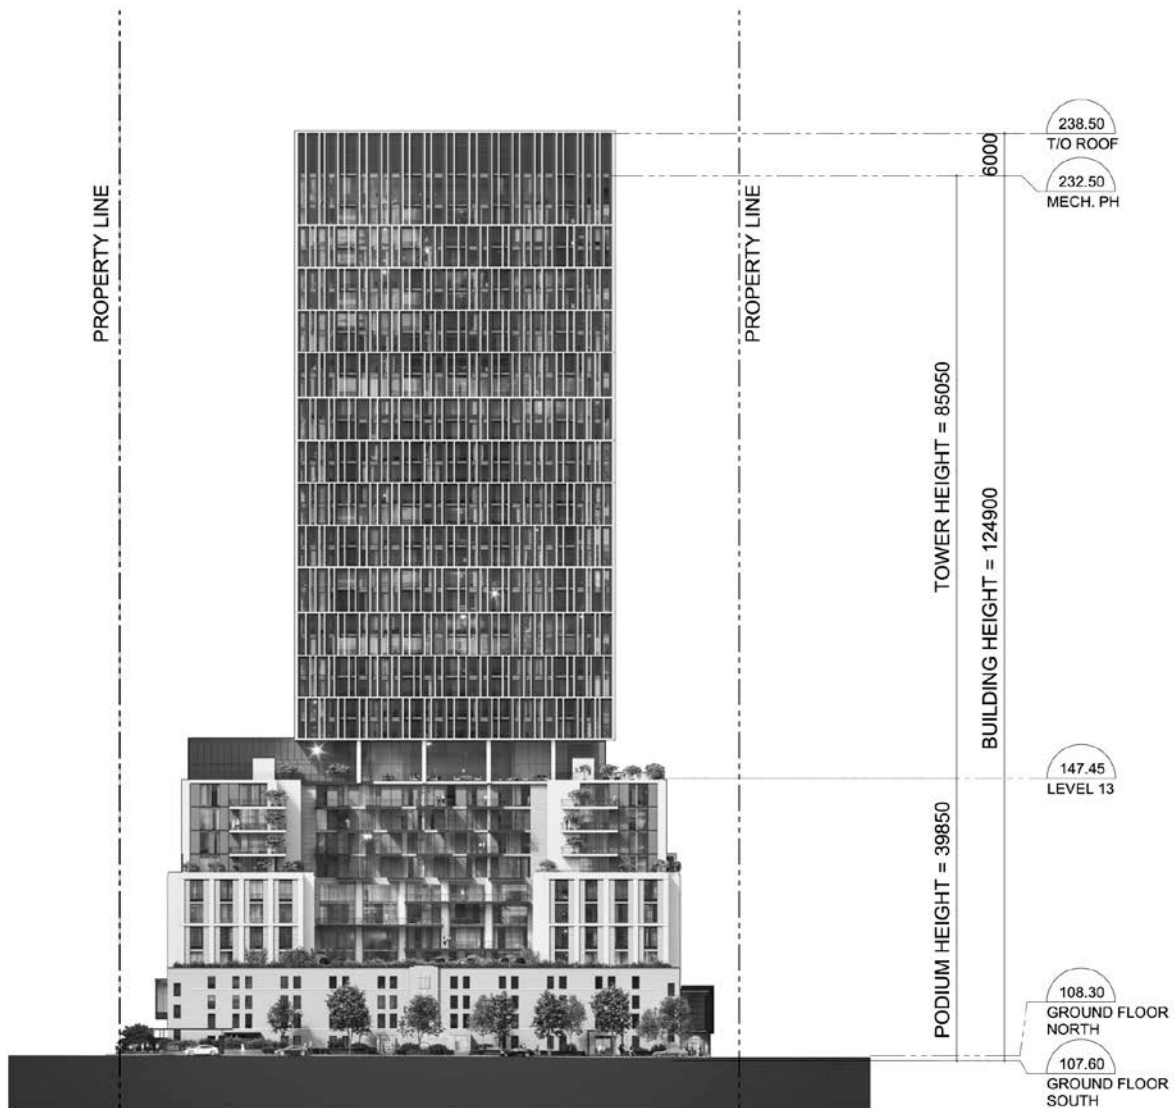 238.50
T/O ROOF
6000
232.50
MECH. PH
PROPERTY LINE
PROPERTY LINE
TOWER HEIGHT = 85050
BUILDING HEIGHT = 124900
147.45
LEVEL 13
PODIUM HEIGHT = 39850
108.30
GROUND FLOOR
NORTH
107.60
GROUND FLOOR
SOUTH